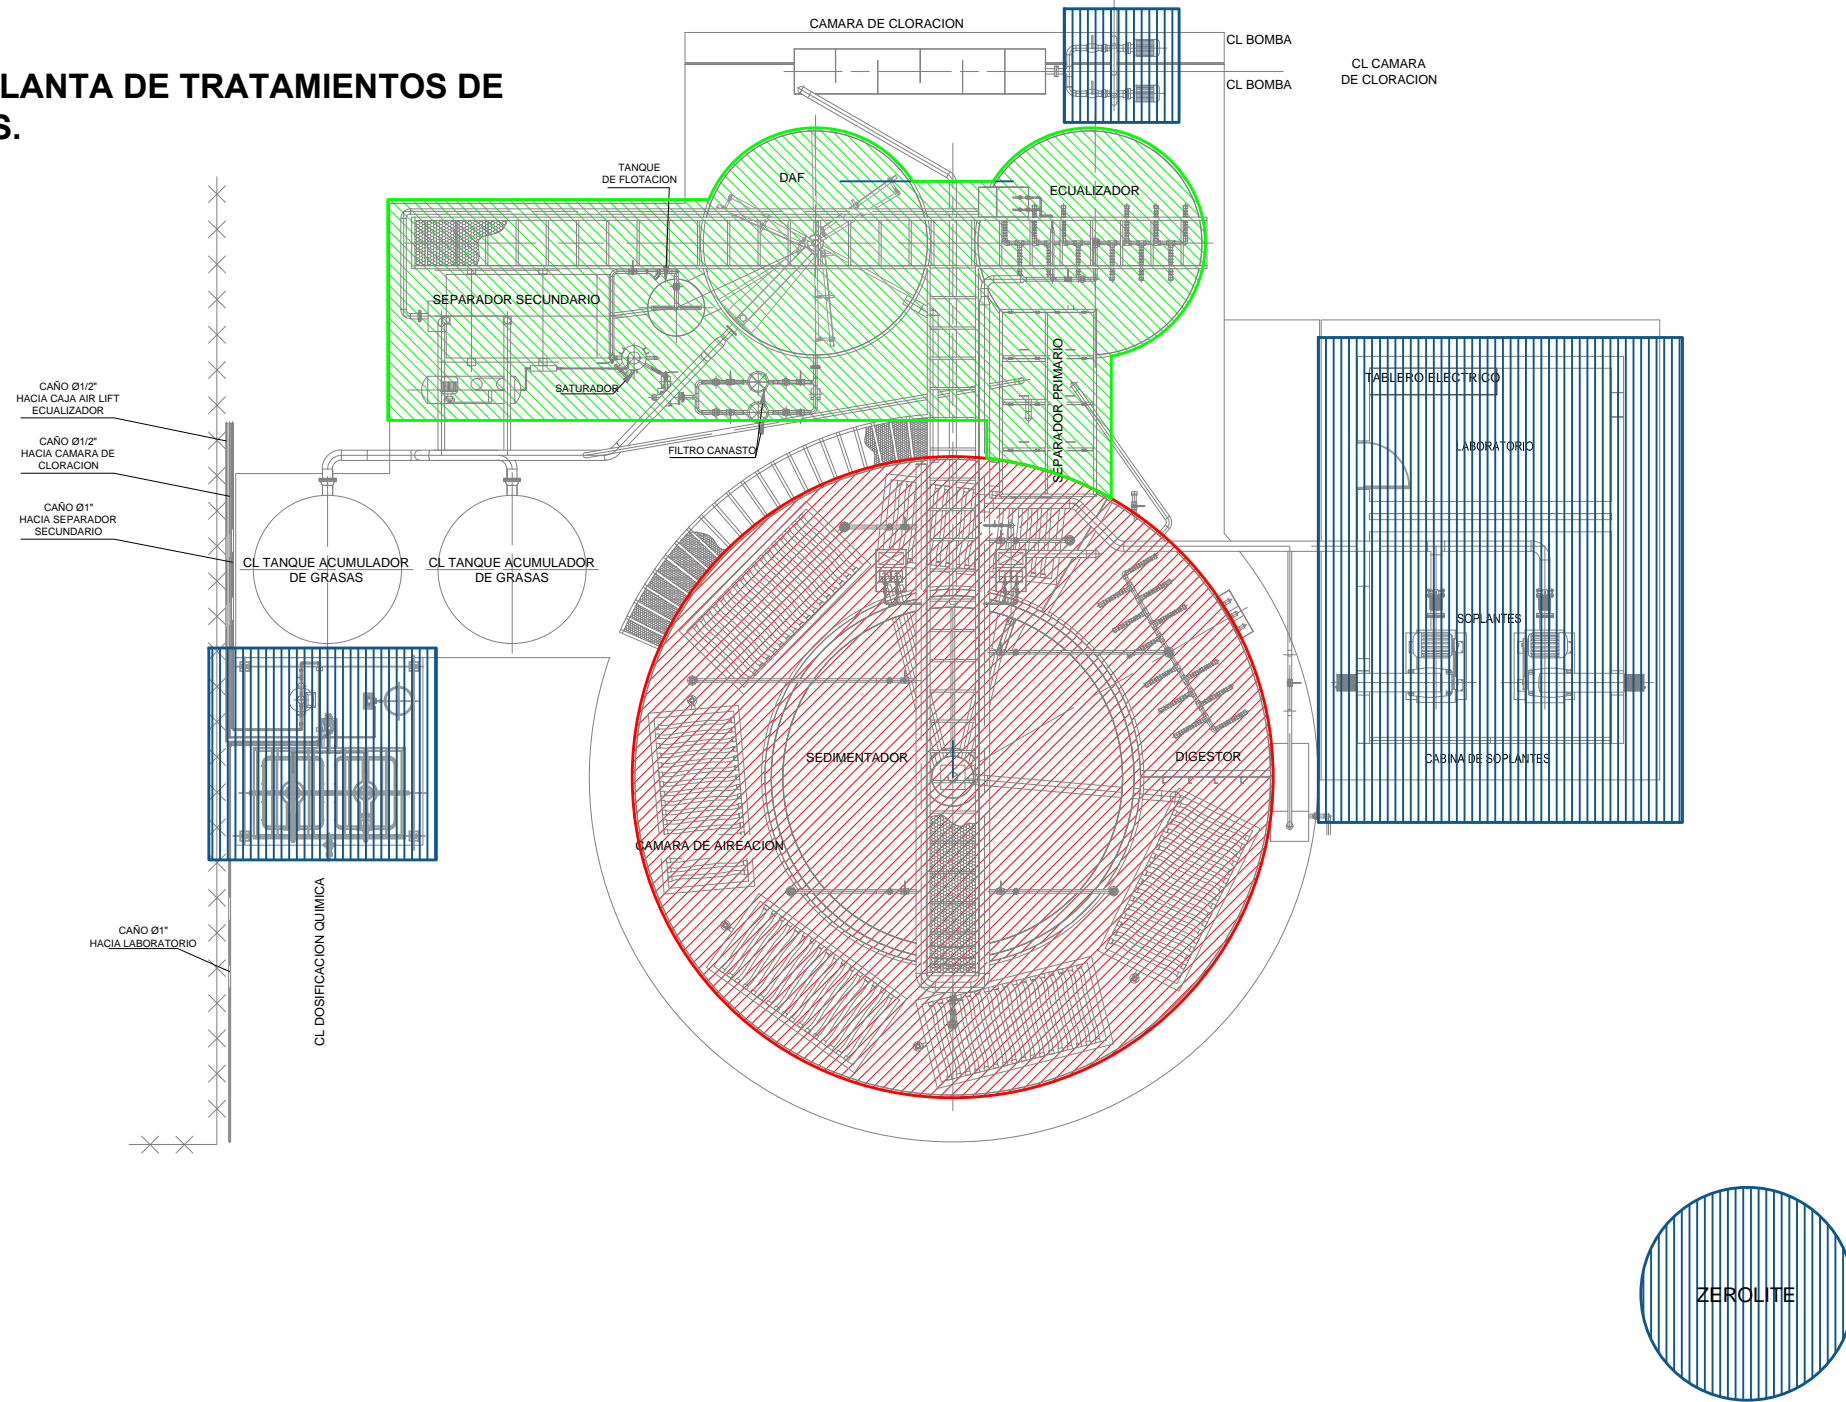 CAMARA DE CLORACION
CL BOMBA
CL BOMBA
CL CAMARA
DE CLORACION
LANTA DE TRATAMIENTOS DE
S.
TANQUE
DE FLOTACION
DAF
ECUALIZADOR
SEPARADOR SECUNDARIO
SATURADOR
SEPARADOR PRIMARIO
FILTRO CANASTO
TABLERO ELECTRICO
LABORATORIO
CAÑO Ø1/2"
HACIA CAJA AIR LIFT
ECUALIZADOR
CAÑO Ø1/2"
HACIA CAMARA DE
CLORACION
CAÑO Ø1"
HACIA SEPARADOR
SECUNDARIO
CL TANQUE ACUMULADOR
DE GRASAS
CL TANQUE ACUMULADOR
DE GRASAS
SOPLANTES
SEDIMENTADOR
DIGESTOR
CABINA DE SOPLANTES
CAMARA DE AIREACION
CL DOSIFICACION QUIMICA
CAÑO Ø1"
HACIA LABORATORIO
ZEROLITE